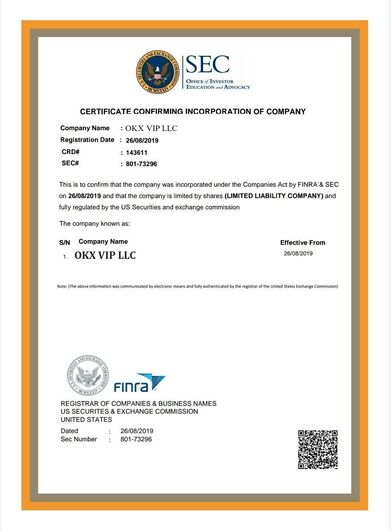 SEC
OFFICE of INVESTOR
EDUCATION and ADVOCACY
CERTIFICATE CONFIRMING INCORPORATION OF COMPANY
Company Name : OKX VIP LLC
Registration Date : 26/08/2019
CRD# : 143611
SEC# : 801-73296
This is to confirm that the company was incorporated under the Companies Act by FINRA & SEC
on 26/08/2019 and that the company is limited by shares (LIMITED LIABILITY COMPANY) and
fully regulated by the US Securities and exchange commission
The company known as:
S/N Company Name Effective From
1. OKX VIP LLC 26/08/2019
Note: (The above information was communicated by electronic means and fully authenticated by the registrar of the United States Exchange Commission)
Finra
REGISTRAR OF COMPANIES & BUSINESS NAMES
US SECURITES & EXCHANGE COMMISSION
UNITED STATES
Dated : 26/08/2019
Sec Number : 801-73296